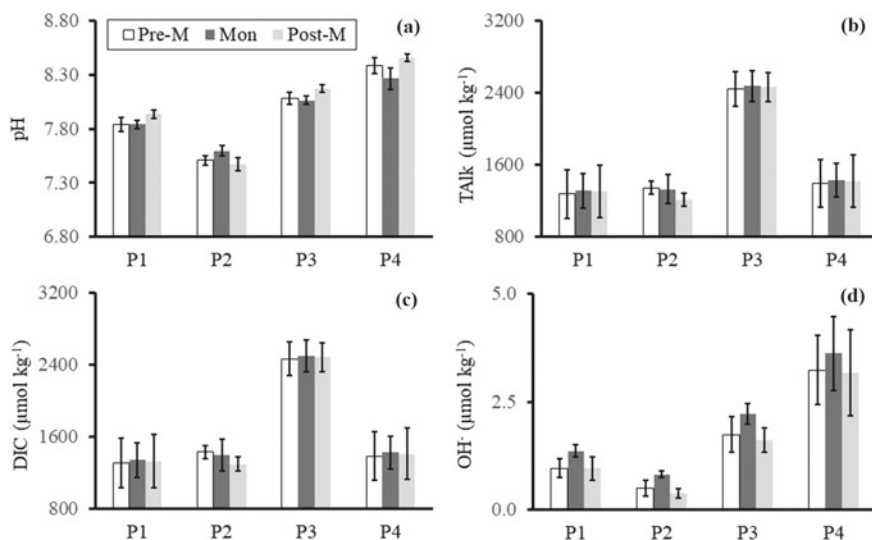 8.80
(a)
Pre-M Mon Post-M
8.30
7.80
7.30
6.80
pH
P1 P2 P3 P4
3200
(b)
2400
1600
800
TAlk (μmol kg⁻¹)
P1 P2 P3 P4
3200
(c)
2400
1600
800
DIC (μmol kg⁻¹)
P1 P2 P3 P4
5.0
(d)
2.5
0.0
OH⁻ (μmol kg⁻¹)
P1 P2 P3 P4